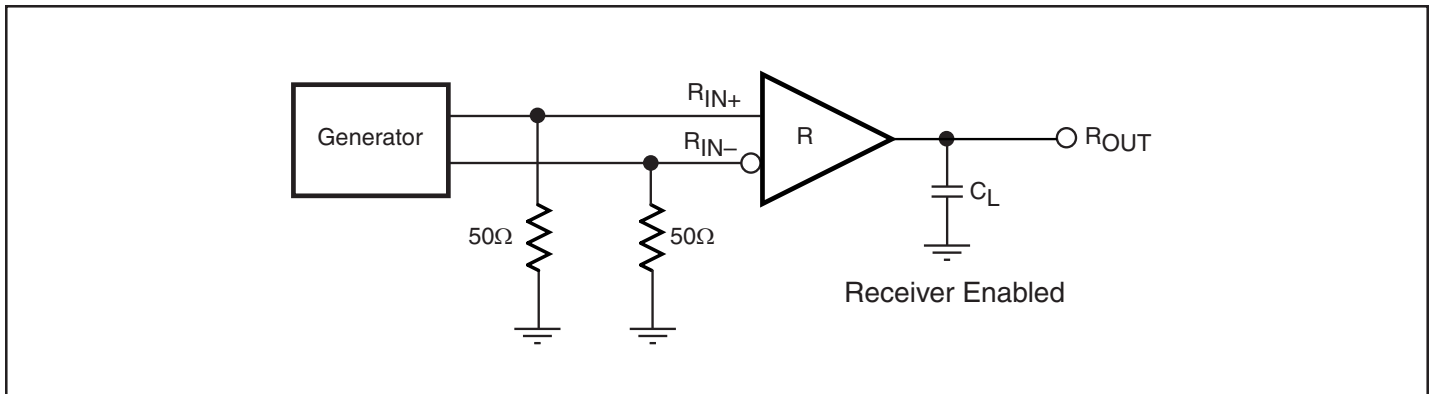 Generator
RIN+
RIN–
R
ROUT
50Ω
50Ω
CL
Receiver Enabled